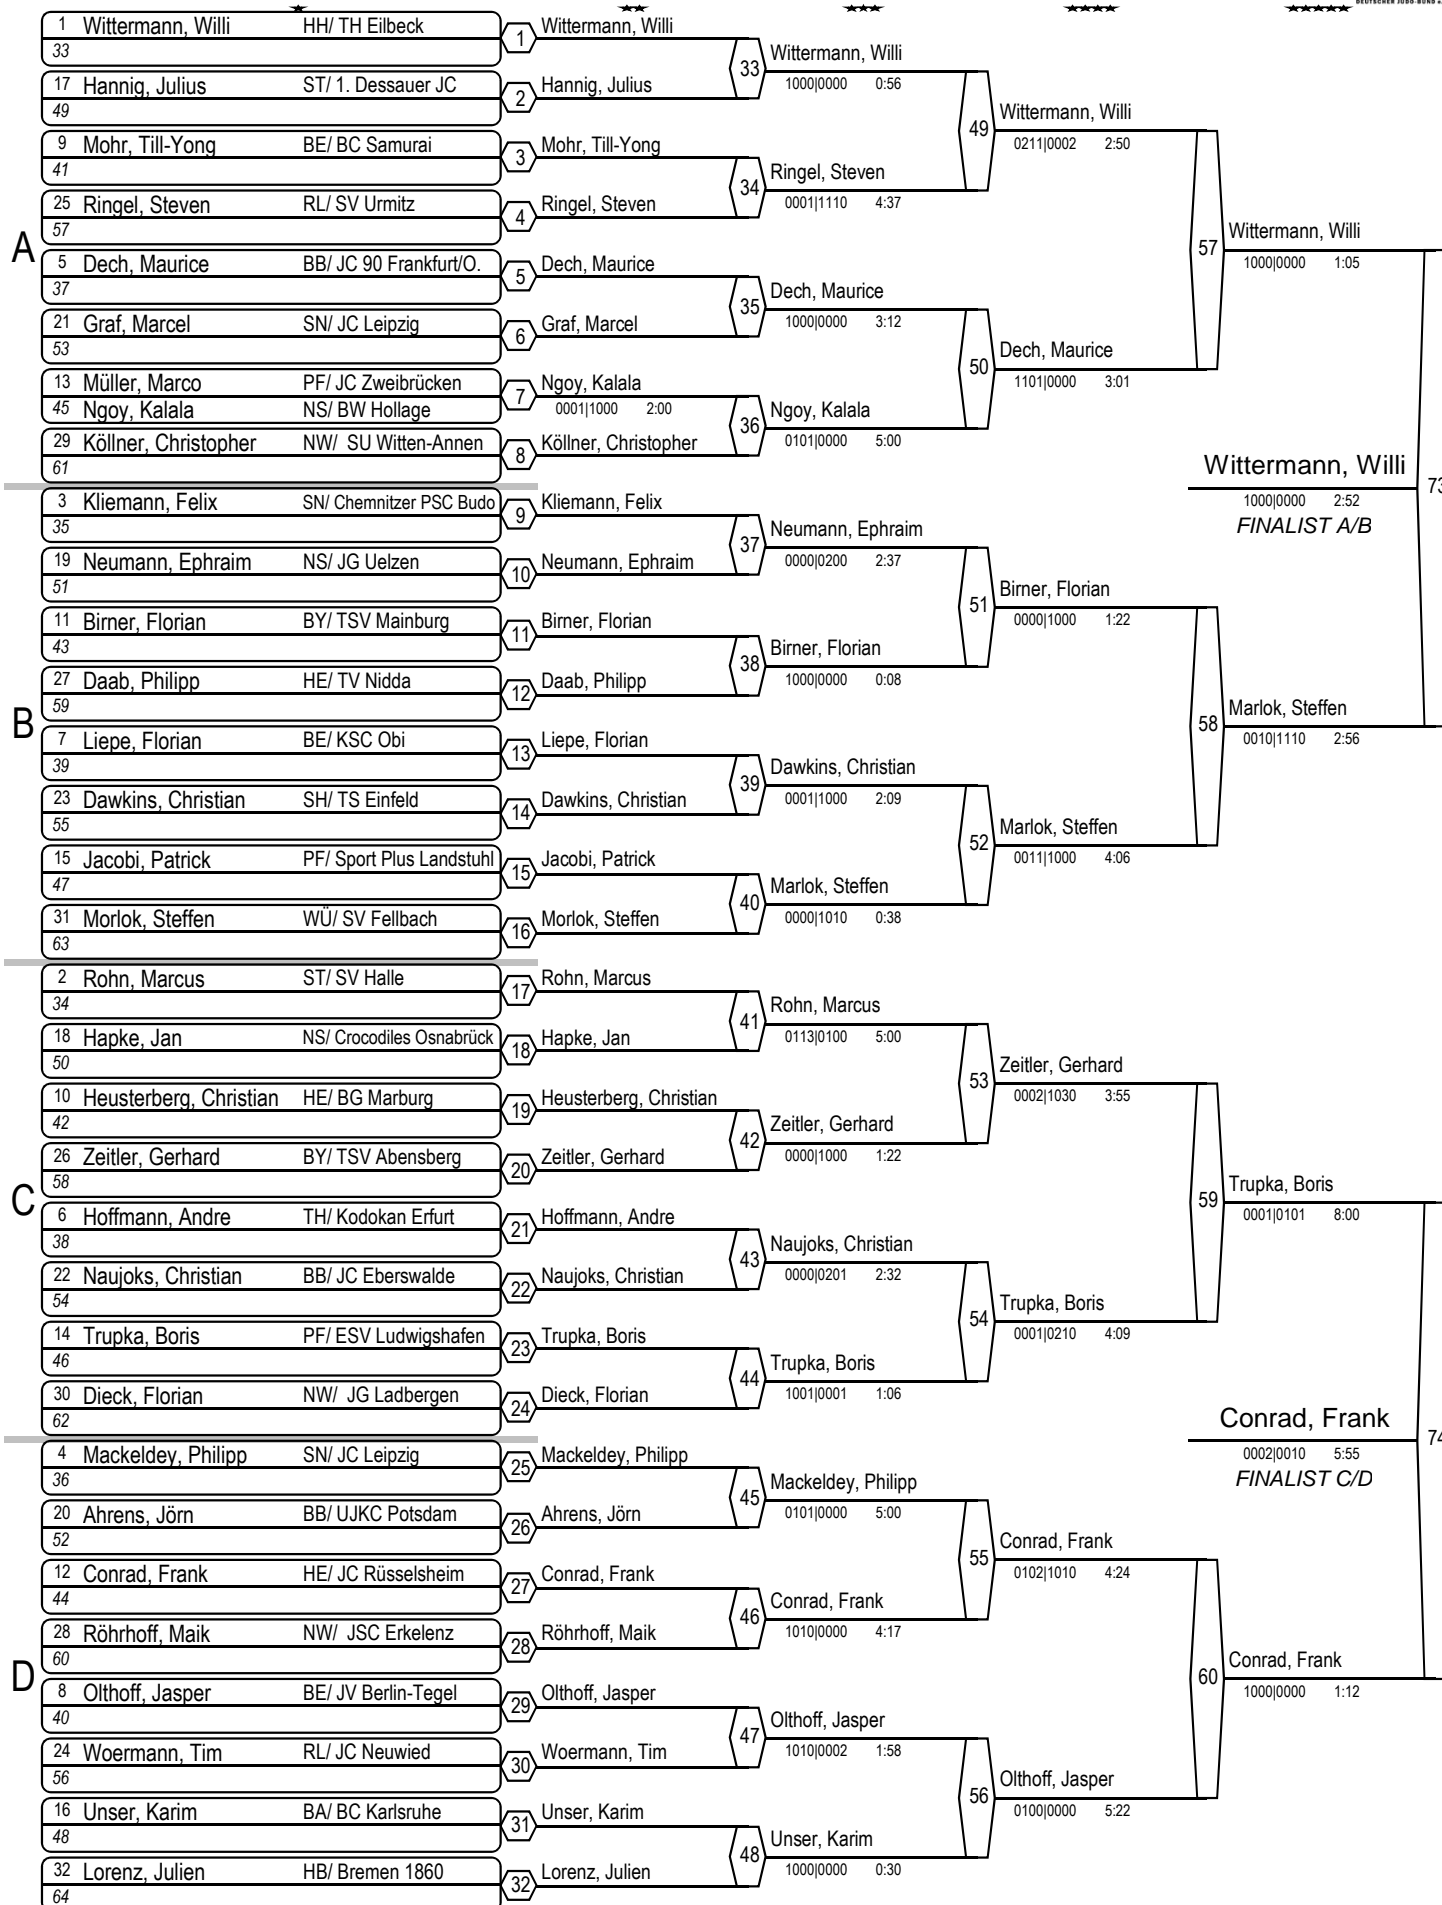 DEUTSCHER JUDO-BUND e.
A
1 Wittermann, Willi HH/ TH Eilbeck
33
17 Hannig, Julius ST/ 1. Dessauer JC
49
9 Mohr, Till-Yong BE/ BC Samurai
41
25 Ringel, Steven RL/ SV Urmitz
57
5 Dech, Maurice BB/ JC 90 Frankfurt/O.
37
21 Graf, Marcel SN/ JC Leipzig
53
13 Müller, Marco PF/ JC Zweibrücken
45 Ngoy, Kalala NS/ BW Hollage
29 Köllner, Christopher NW/ SU Witten-Annen
61
B
3 Kliemann, Felix SN/ Chemnitzer PSC Budo
35
19 Neumann, Ephraim NS/ JG Uelzen
51
11 Birner, Florian BY/ TSV Mainburg
43
27 Daab, Philipp HE/ TV Nidda
59
7 Liepe, Florian BE/ KSC Obi
39
23 Dawkins, Christian SH/ TS Einfeld
55
15 Jacobi, Patrick PF/ Sport Plus Landstuhl
47
31 Morlok, Steffen WÜ/ SV Fellbach
63
C
2 Rohn, Marcus ST/ SV Halle
34
18 Hapke, Jan NS/ Crocodiles Osnabrück
50
10 Heusterberg, Christian HE/ BG Marburg
42
26 Zeitler, Gerhard BY/ TSV Abensberg
58
6 Hoffmann, Andre TH/ Kodokan Erfurt
38
22 Naujoks, Christian BB/ JC Eberswalde
54
14 Trupka, Boris PF/ ESV Ludwigshafen
46
30 Dieck, Florian NW/ JG Ladbergen
62
D
4 Mackeldey, Philipp SN/ JC Leipzig
36
20 Ahrens, Jörn BB/ UJKC Potsdam
52
12 Conrad, Frank HE/ JC Rüsselsheim
44
28 Röhrhoff, Maik NW/ JSC Erkelenz
60
8 Olthoff, Jasper BE/ JV Berlin-Tegel
40
24 Woermann, Tim RL/ JC Neuwied
56
16 Unser, Karim BA/ BC Karlsruhe
48
32 Lorenz, Julien HB/ Bremen 1860
64
1 Wittermann, Willi
2 Hannig, Julius
3 Mohr, Till-Yong
4 Ringel, Steven
5 Dech, Maurice
6 Graf, Marcel
7 Ngoy, Kalala
0001|1000 2:00
8 Köllner, Christopher
9 Kliemann, Felix
10 Neumann, Ephraim
11 Birner, Florian
12 Daab, Philipp
13 Liepe, Florian
14 Dawkins, Christian
15 Jacobi, Patrick
16 Morlok, Steffen
17 Rohn, Marcus
18 Hapke, Jan
19 Heusterberg, Christian
20 Zeitler, Gerhard
21 Hoffmann, Andre
22 Naujoks, Christian
23 Trupka, Boris
24 Dieck, Florian
25 Mackeldey, Philipp
26 Ahrens, Jörn
27 Conrad, Frank
28 Röhrhoff, Maik
29 Olthoff, Jasper
30 Woermann, Tim
31 Unser, Karim
32 Lorenz, Julien
33 Wittermann, Willi
1000|0000 0:56
34 Ringel, Steven
0001|1110 4:37
35 Dech, Maurice
1000|0000 3:12
36 Ngoy, Kalala
0101|0000 5:00
37 Neumann, Ephraim
0000|0200 2:37
38 Birner, Florian
1000|0000 0:08
39 Dawkins, Christian
0001|1000 2:09
40 Marlok, Steffen
0000|1010 0:38
41 Rohn, Marcus
0113|0100 5:00
42 Zeitler, Gerhard
0000|1000 1:22
43 Naujoks, Christian
0000|0201 2:32
44 Trupka, Boris
1001|0001 1:06
45 Mackeldey, Philipp
0101|0000 5:00
46 Conrad, Frank
1010|0000 4:17
47 Olthoff, Jasper
1010|0002 1:58
48 Unser, Karim
1000|0000 0:30
49 Wittermann, Willi
0211|0002 2:50
50 Dech, Maurice
1101|0000 3:01
51 Birner, Florian
0000|1000 1:22
52 Marlok, Steffen
0011|1000 4:06
53 Zeitler, Gerhard
0002|1030 3:55
54 Trupka, Boris
0001|0210 4:09
55 Conrad, Frank
0102|1010 4:24
56 Olthoff, Jasper
0100|0000 5:22
57 Wittermann, Willi
1000|0000 1:05
58 Marlok, Steffen
0010|1110 2:56
59 Trupka, Boris
0001|0101 8:00
60 Conrad, Frank
1000|0000 1:12
Wittermann, Willi
1000|0000 2:52
FINALIST A/B
73
Conrad, Frank
0002|0010 5:55
FINALIST C/D
74